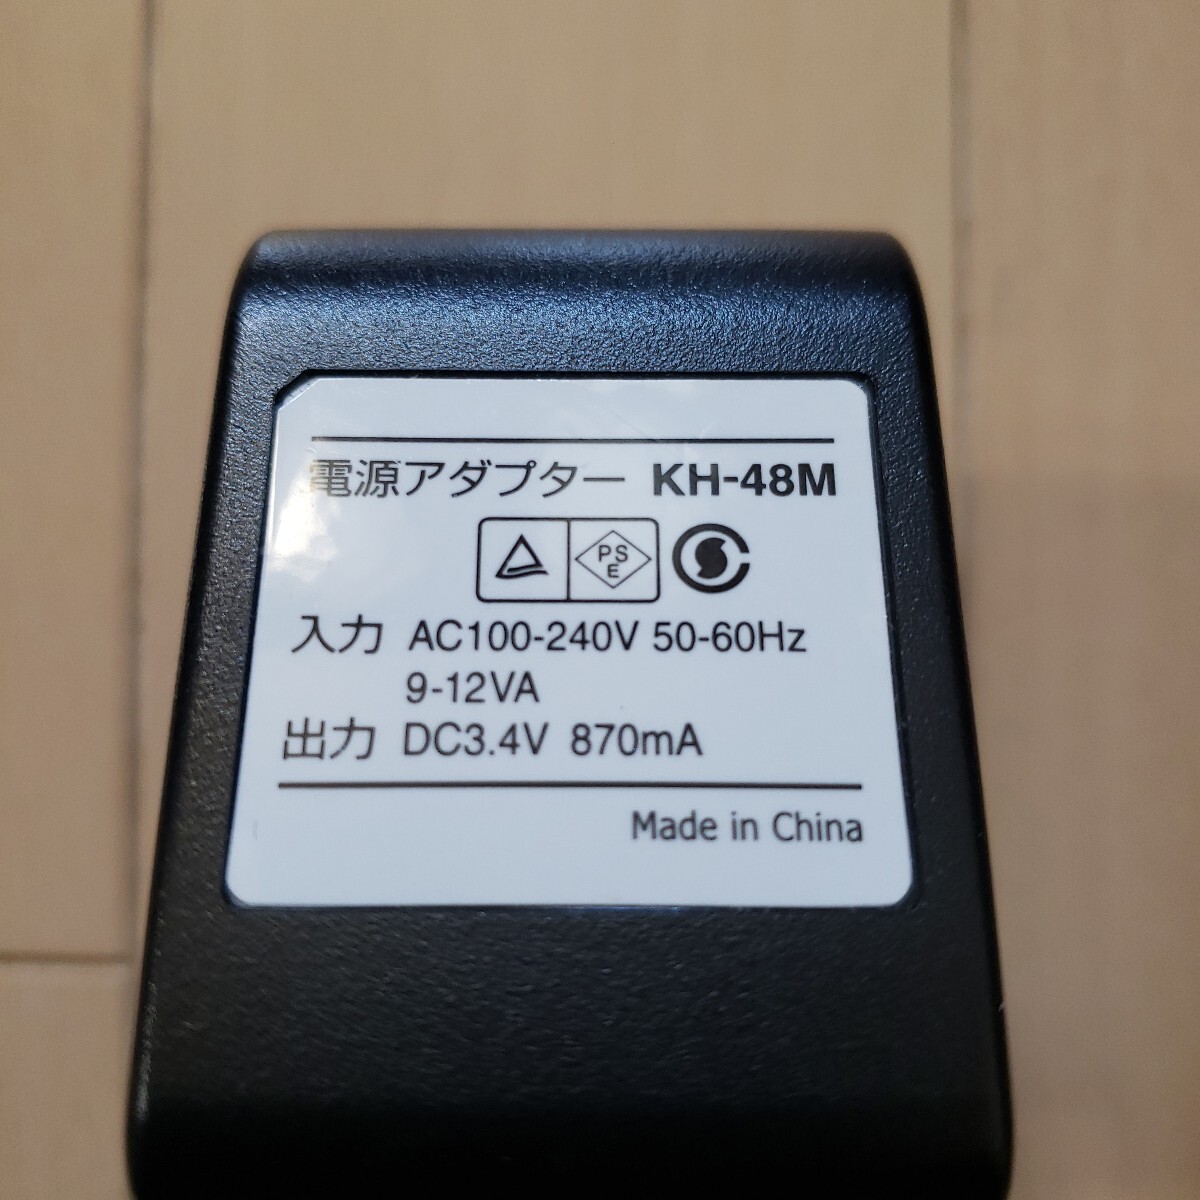 電源アダプター KH-48M
PS
E
入力 AC100-240V 50-60Hz
9-12VA
出力 DC3.4V 870mA
Made in China